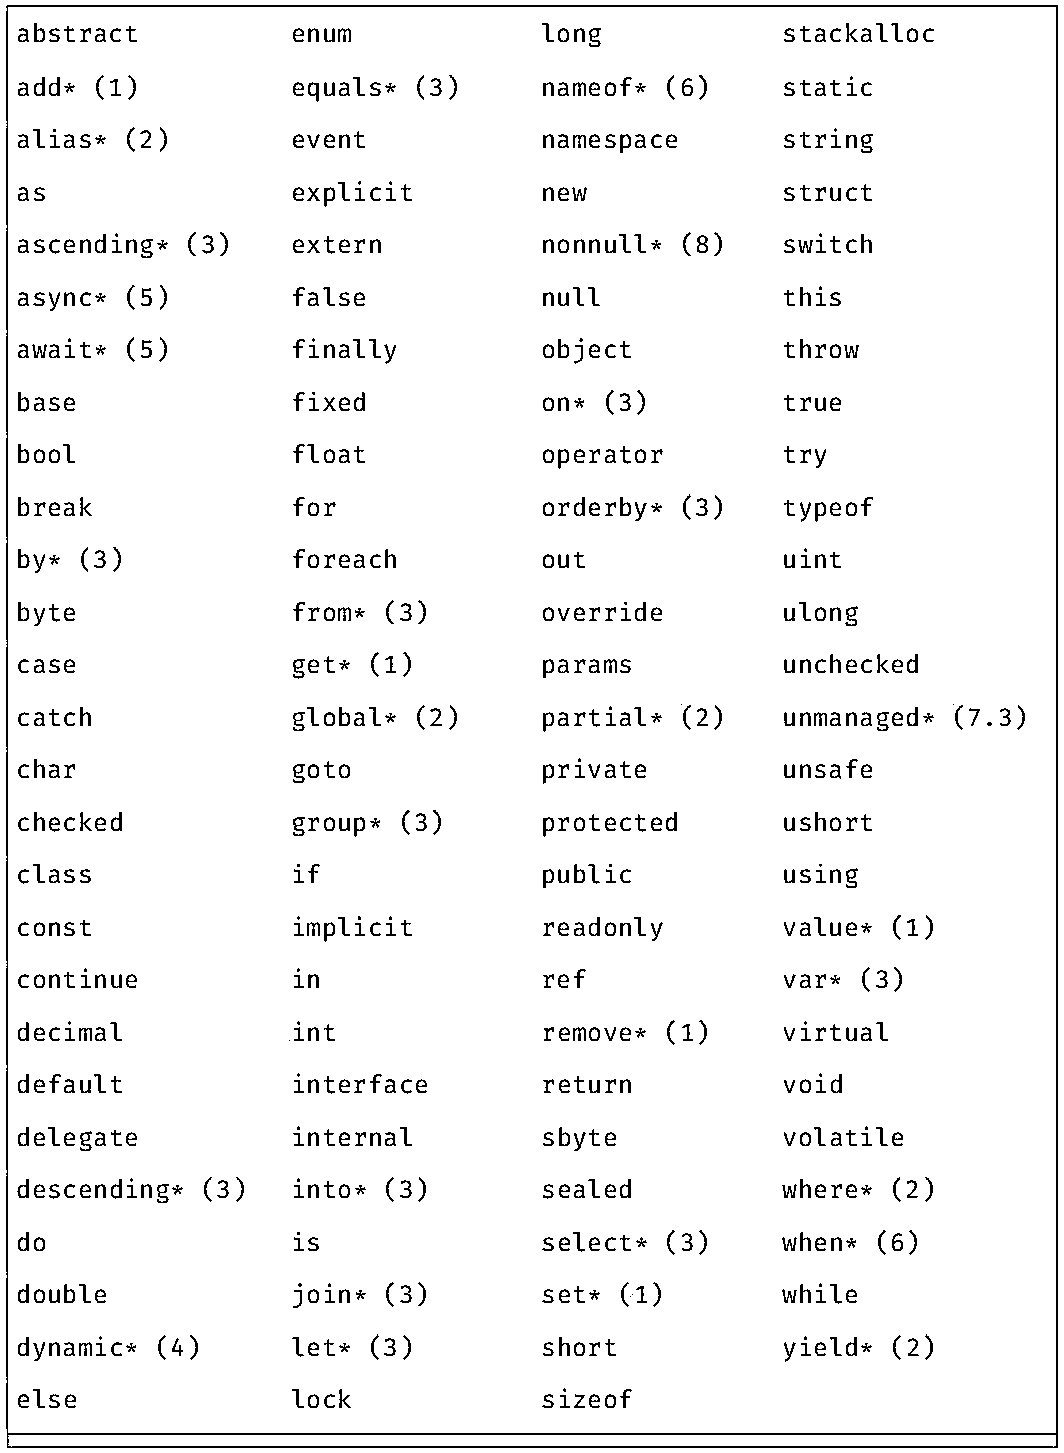 abstract enum long stackalloc
add* (1) equals* (3) nameof* (6) static
alias* (2) event namespace string
as explicit new struct
ascending* (3) extern nonnull* (8) switch
async* (5) false null this
await* (5) finally object throw
base fixed on* (3) true
bool float operator try
break for orderby* (3) typeof
by* (3) foreach out uint
byte from* (3) override ulong
case get* (1) params unchecked
catch global* (2) partial* (2) unmanaged* (7.3)
char goto private unsafe
checked group* (3) protected ushort
class if public using
const implicit readonly value* (1)
continue in ref var* (3)
decimal int remove* (1) virtual
default interface return void
delegate internal sbyte volatile
descending* (3) into* (3) sealed where* (2)
do is select* (3) when* (6)
double join* (3) set* (1) while
dynamic* (4) let* (3) short yield* (2)
else lock sizeof